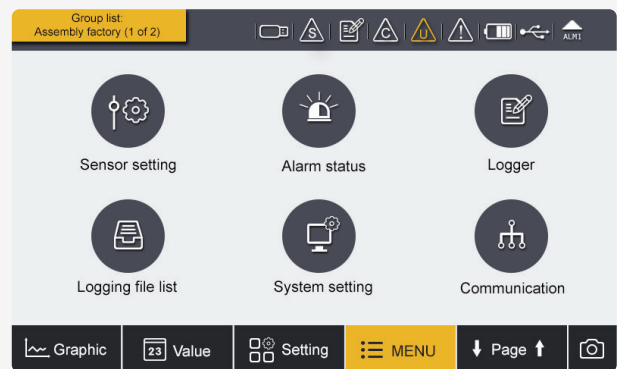 Group list:
Assembly factory (1 of 2)
S
C
U
!
ALM1
Sensor setting
Alarm status
Logger
Logging file list
System setting
Communication
Graphic
23 Value
Setting
MENU
Page